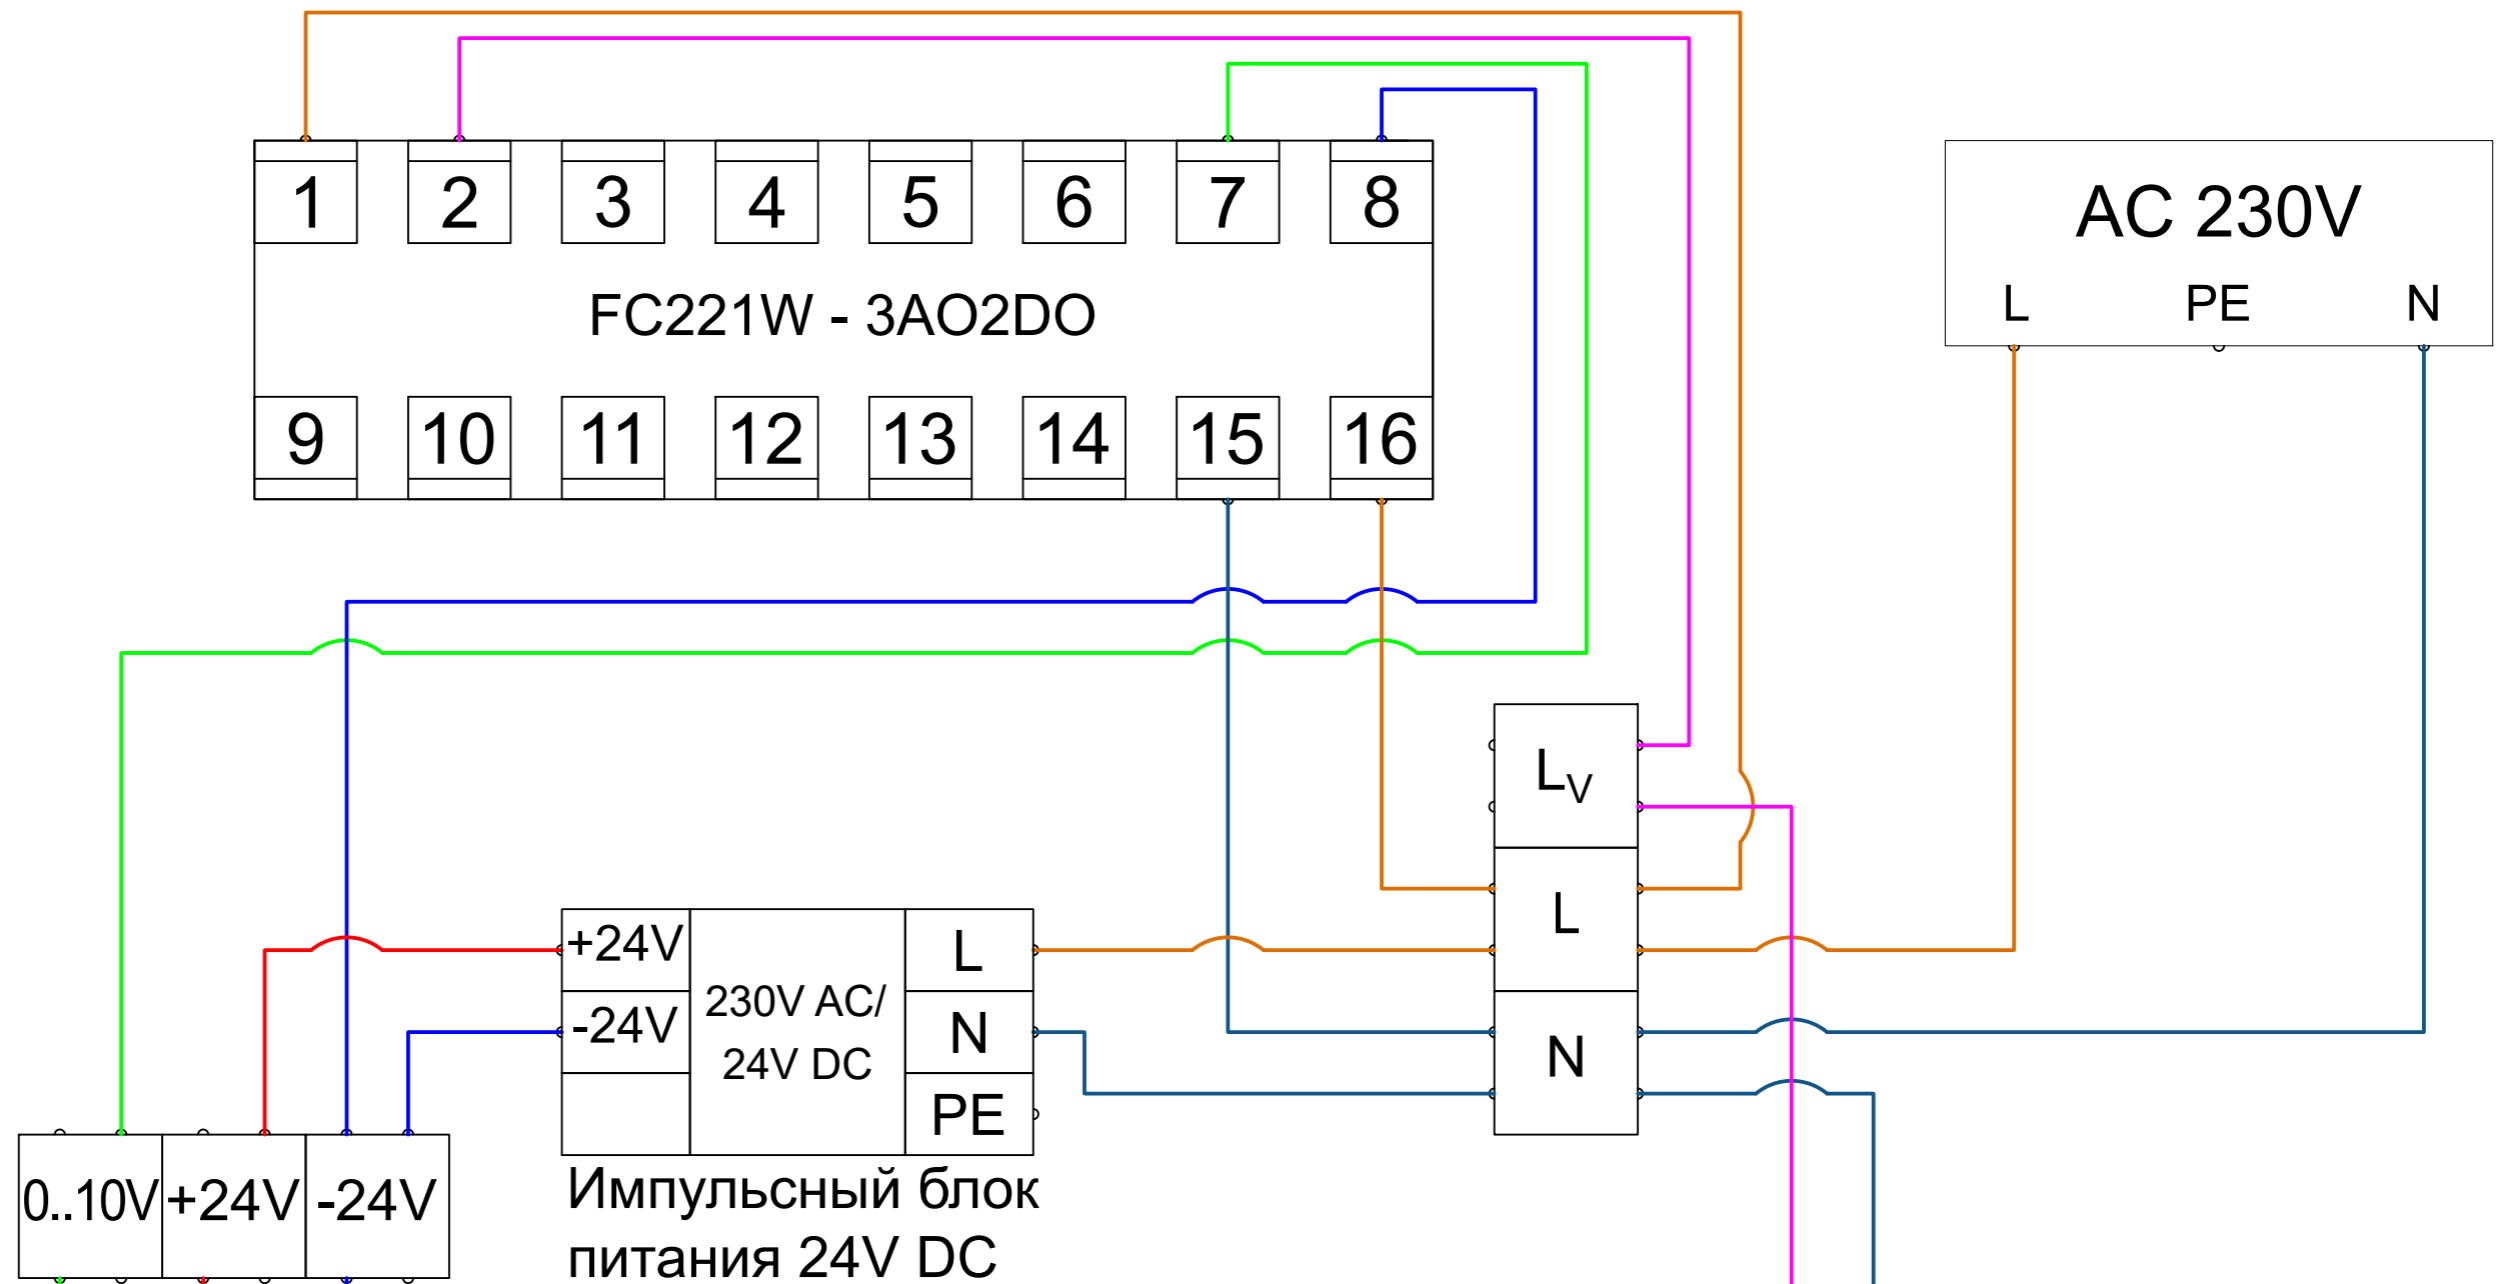 1 2 3 4 5 6 7 8
FC221W - 3AO2DO
9 10 11 12 13 14 15 16
AC 230V
L PE N
L_V
L
N
+24V
-24V
230V AC/
24V DC
L
N
PE
Импульсный блок
питания 24V DC
0..10V +24V -24V